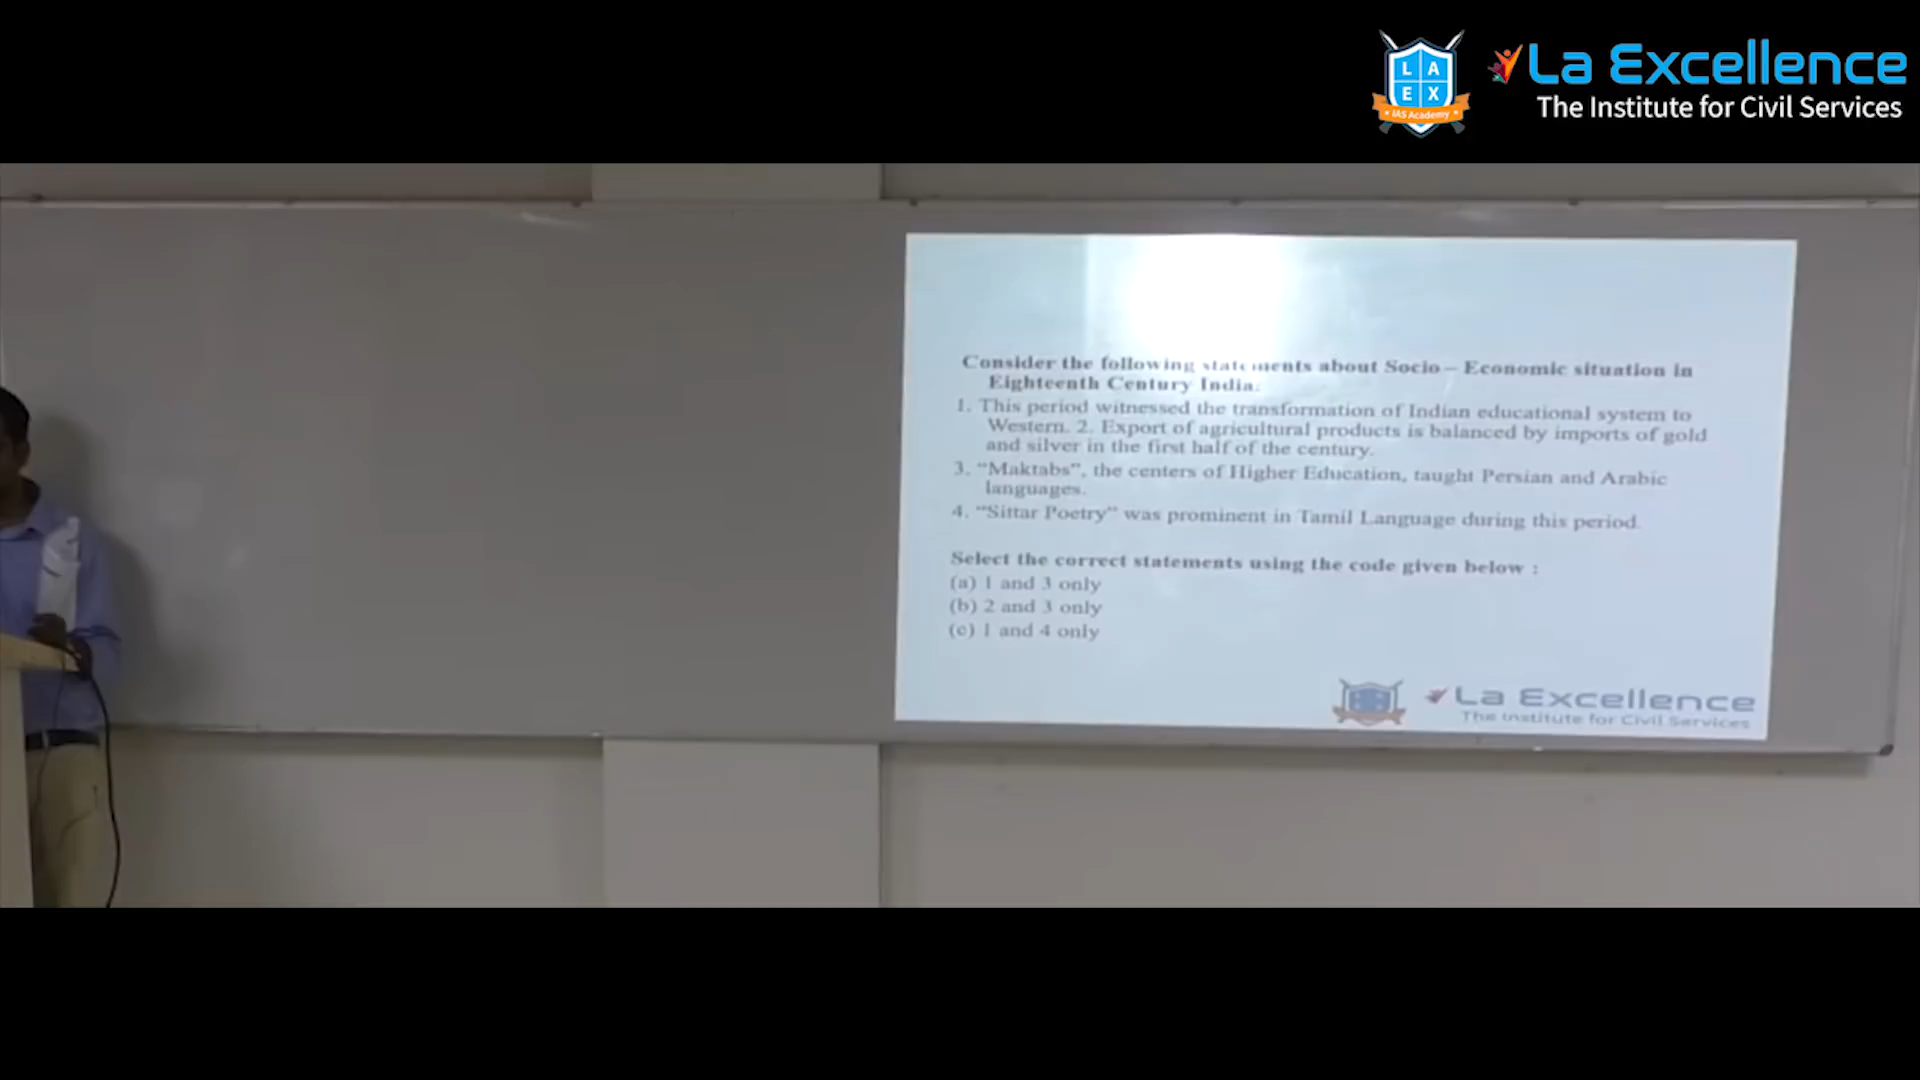 L A
E X
IAS Academy
La Excellence
The Institute for Civil Services
Consider the following statements about Socio – Economic situation in
Eighteenth Century India.
1. This period witnessed the transformation of Indian educational system to
Western. 2. Export of agricultural products is balanced by imports of gold
and silver in the first half of the century.
3. “Maktabs”, the centers of Higher Education, taught Persian and Arabic
languages.
4. “Sittar Poetry” was prominent in Tamil Language during this period.
Select the correct statements using the code given below :
(a) 1 and 3 only
(b) 2 and 3 only
(c) 1 and 4 only
La Excellence
The Institute for Civil Services